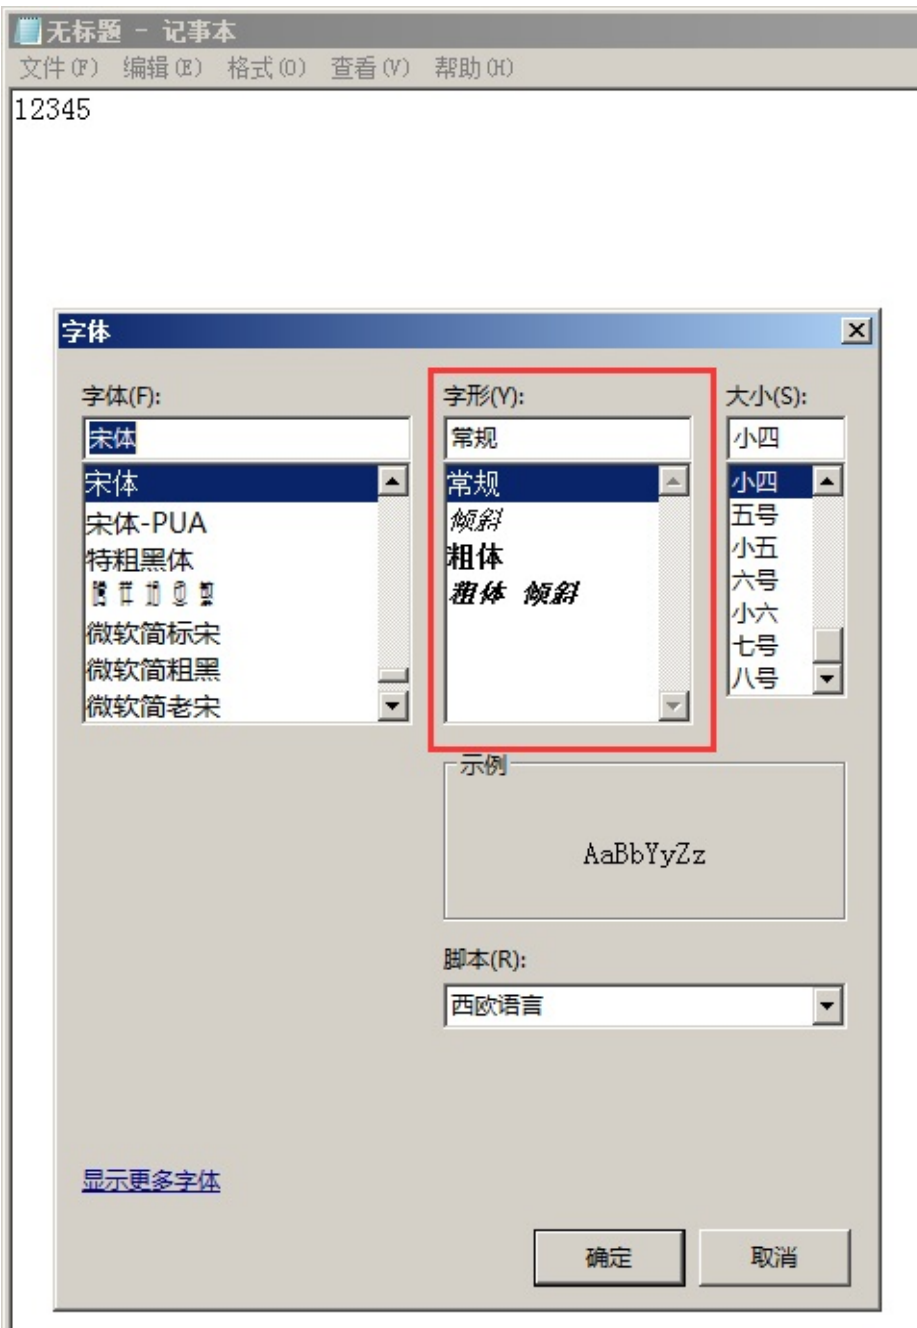 无标题 - 记事本
文件(F) 编辑(E) 格式(O) 查看(V) 帮助(H)
12345
字体
字体(F):
宋体
宋体
宋体-PUA
特粗黑体
微软简标宋
微软简粗黑
微软简老宋
字形(Y):
常规
常规
倾斜
粗体
粗体 倾斜
大小(S):
小四
小四
五号
小五
六号
小六
七号
八号
示例
AaBbYyZz
脚本(R):
西欧语言
显示更多字体
确定
取消